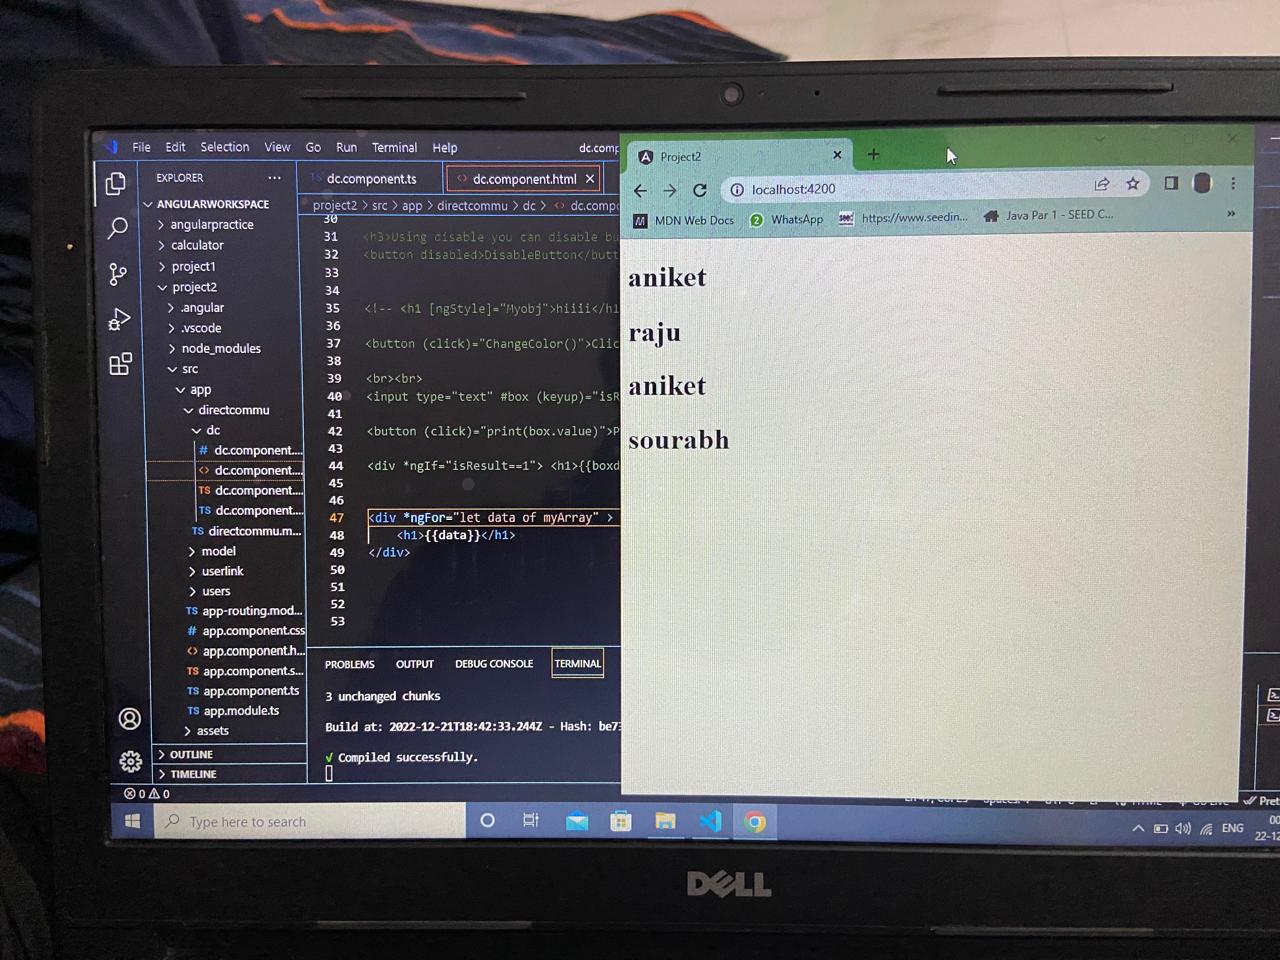 File Edit Selection View Go Run Terminal Help dc.comp
EXPLORER ...
ANGULARWORKSPACE
angularpractice
calculator
project1
project2
.angular
.vscode
node_modules
src
app
directcommu
dc
# dc.component....
<> dc.component....
TS dc.component....
TS dc.component....
TS directcommu.m...
model
userlink
users
TS app-routing.mod...
# app.component.css
<> app.component.h...
TS app.component.s...
TS app.component.ts
TS app.module.ts
assets
OUTLINE
TIMELINE
TS dc.component.ts <> dc.component.html ×
project2 > src > app > directcommu > dc > <> dc.compo
30
31 <h3>Using disable you can disable bu
32 <button disabled>DisableButton</butt
33
34
35 <!-- <h1 [ngStyle]="Myobj">hiiii</h1
36
37 <button (click)="ChangeColor()">Clic
38
39 <br><br>
40 <input type="text" #box (keyup)="isR
41
42 <button (click)="print(box.value)">P
43
44 <div *ngIf="isResult==1"> <h1>{{boxd
45
46
47 <div *ngFor="let data of myArray" >
48 <h1>{{data}}</h1>
49 </div>
50
51
52
53
PROBLEMS OUTPUT DEBUG CONSOLE TERMINAL
3 unchanged chunks
Build at: 2022-12-21T18:42:33.244Z - Hash: be73
√ Compiled successfully.
0 0
Project2
localhost:4200
MDN Web Docs WhatsApp https://www.seedin... Java Par 1 - SEED C... »
aniket
raju
aniket
sourabh
Type here to search
ENG
22-12
DELL